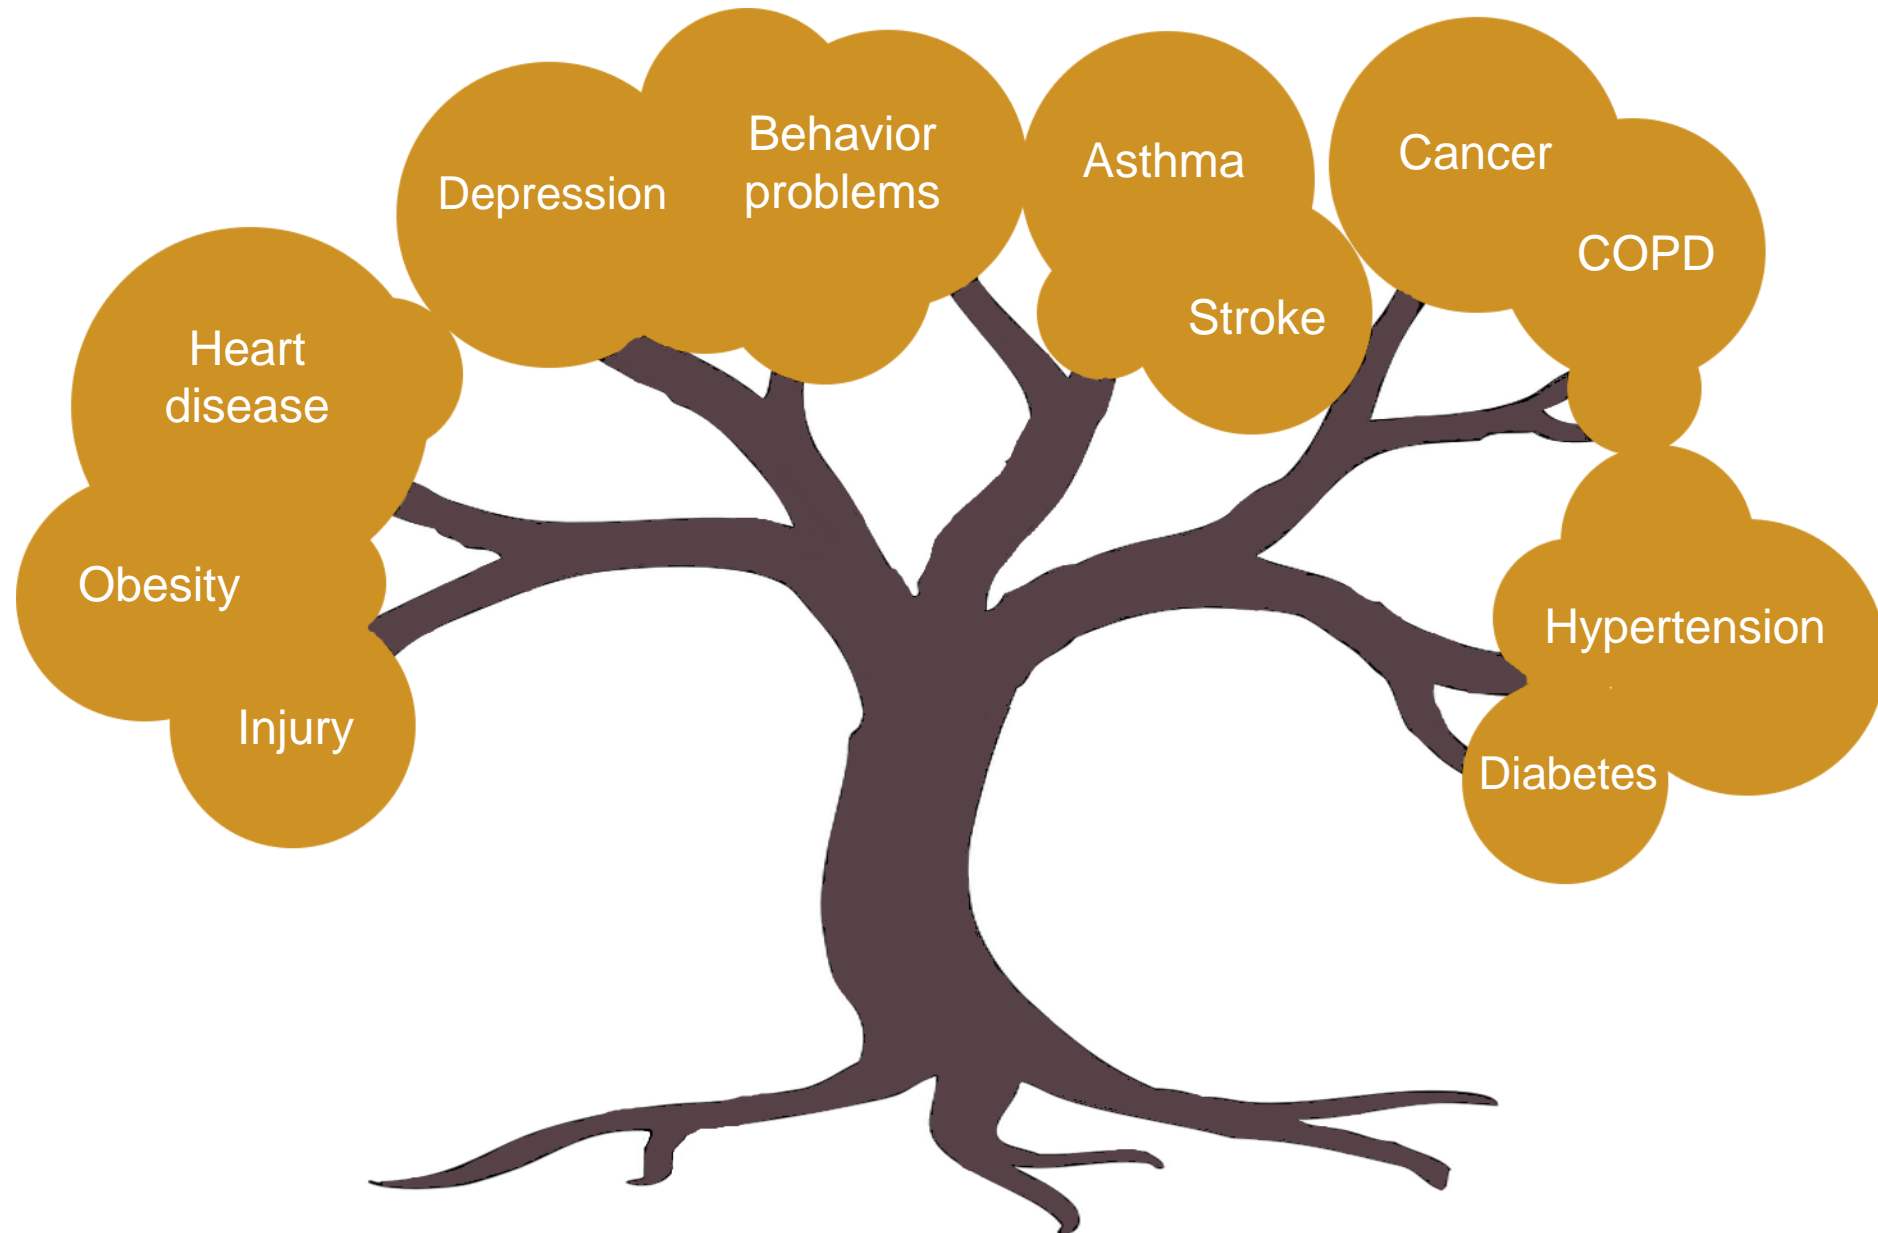 Behavior
problems
Asthma
Cancer
Depression
COPD
Stroke
Heart
disease
Obesity
Hypertension
Injury
Diabetes